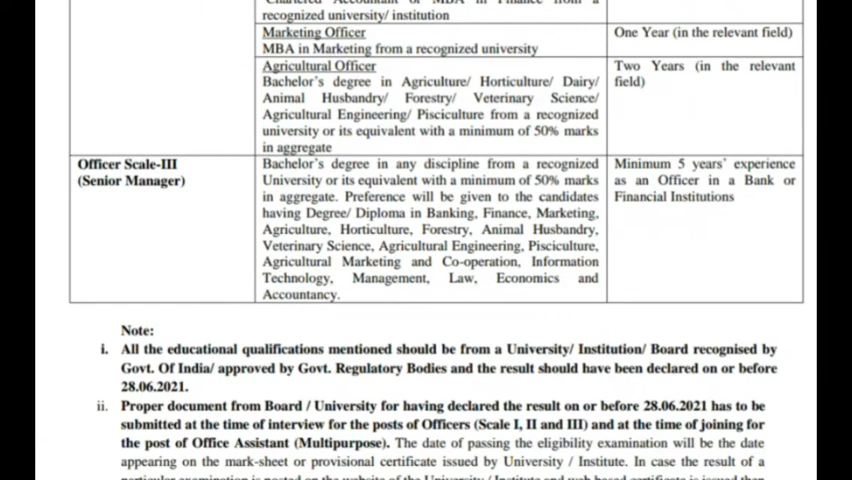 Chartered Accountant or MBA in Finance from a
recognized university/ institution
Marketing Officer
MBA in Marketing from a recognized university
One Year (in the relevant field)
Agricultural Officer
Bachelor's degree in Agriculture/ Horticulture/ Dairy/
Animal Husbandry/ Forestry/ Veterinary Science/
Agricultural Engineering/ Pisciculture from a recognized
university or its equivalent with a minimum of 50% marks
in aggregate
Two Years (in the relevant
field)
Officer Scale-III
(Senior Manager)
Bachelor's degree in any discipline from a recognized
University or its equivalent with a minimum of 50% marks
in aggregate. Preference will be given to the candidates
having Degree/ Diploma in Banking, Finance, Marketing,
Agriculture, Horticulture, Forestry, Animal Husbandry,
Veterinary Science, Agricultural Engineering, Pisciculture,
Agricultural Marketing and Co-operation, Information
Technology, Management, Law, Economics and
Accountancy.
Minimum 5 years' experience
as an Officer in a Bank or
Financial Institutions
Note:
i. All the educational qualifications mentioned should be from a University/ Institution/ Board recognised by
Govt. Of India/ approved by Govt. Regulatory Bodies and the result should have been declared on or before
28.06.2021.
ii. Proper document from Board / University for having declared the result on or before 28.06.2021 has to be
submitted at the time of interview for the posts of Officers (Scale I, II and III) and at the time of joining for
the post of Office Assistant (Multipurpose). The date of passing the eligibility examination will be the date
appearing on the mark-sheet or provisional certificate issued by University / Institute. In case the result of a